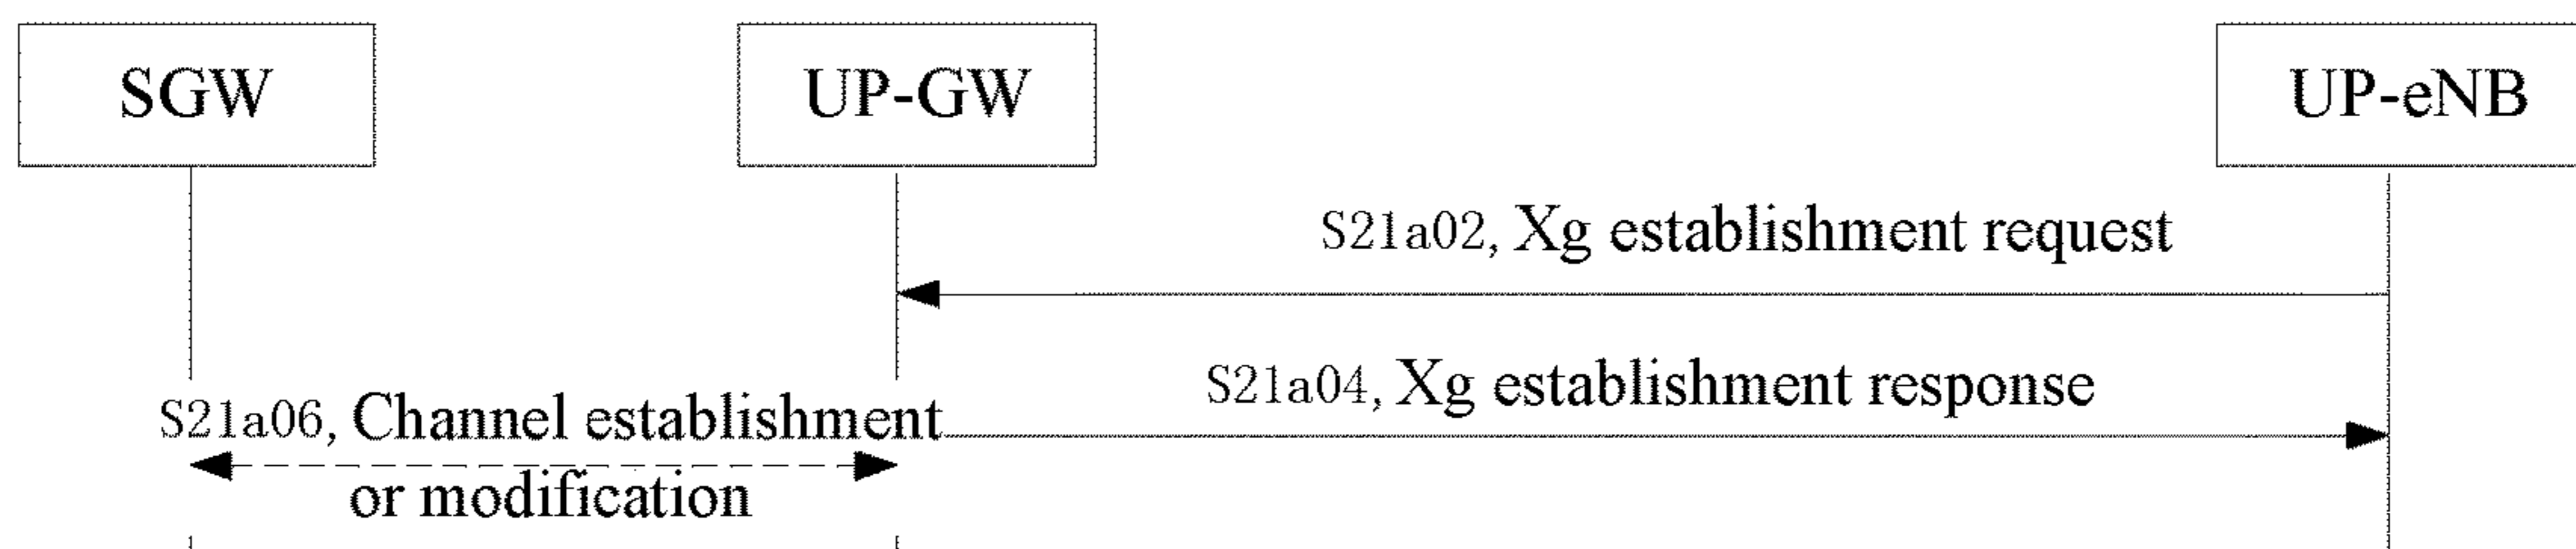 SGW
UP-GW
UP-eNB
S21a02, Xg establishment request
S21a04, Xg establishment response
S21a06, Channel establishment
or modification